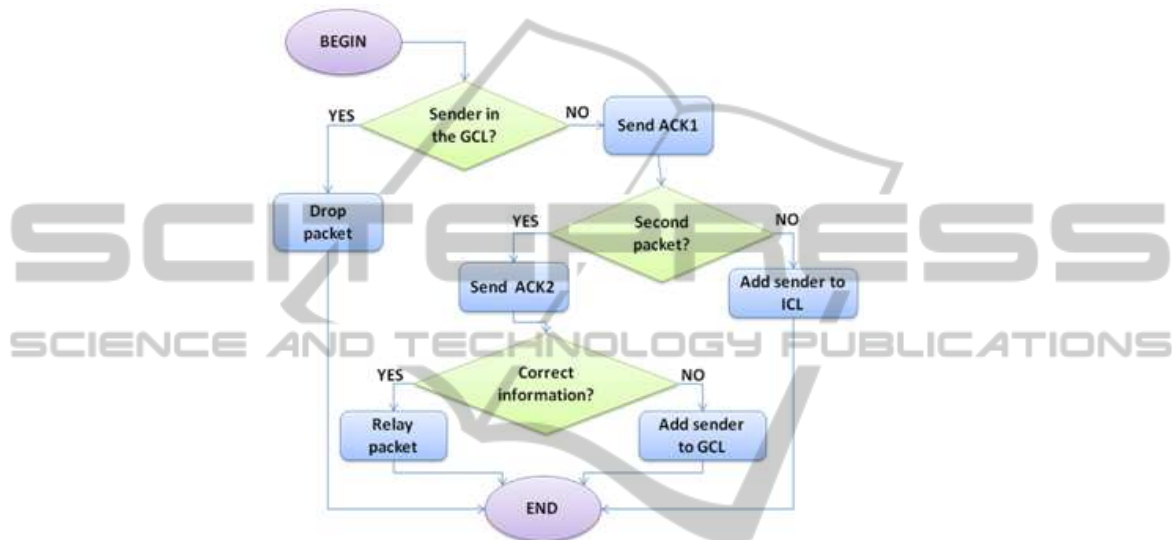 BEGIN
Sender in
the GCL?
YES
NO
Send ACK1
Drop
packet
Second
packet?
YES
NO
Send ACK2
Add sender to
ICL
Correct
information?
YES
NO
Relay
packet
Add sender
to GCL
END
SCITEPRESS
SCIENCE AND TECHNOLOGY PUBLICATIONS